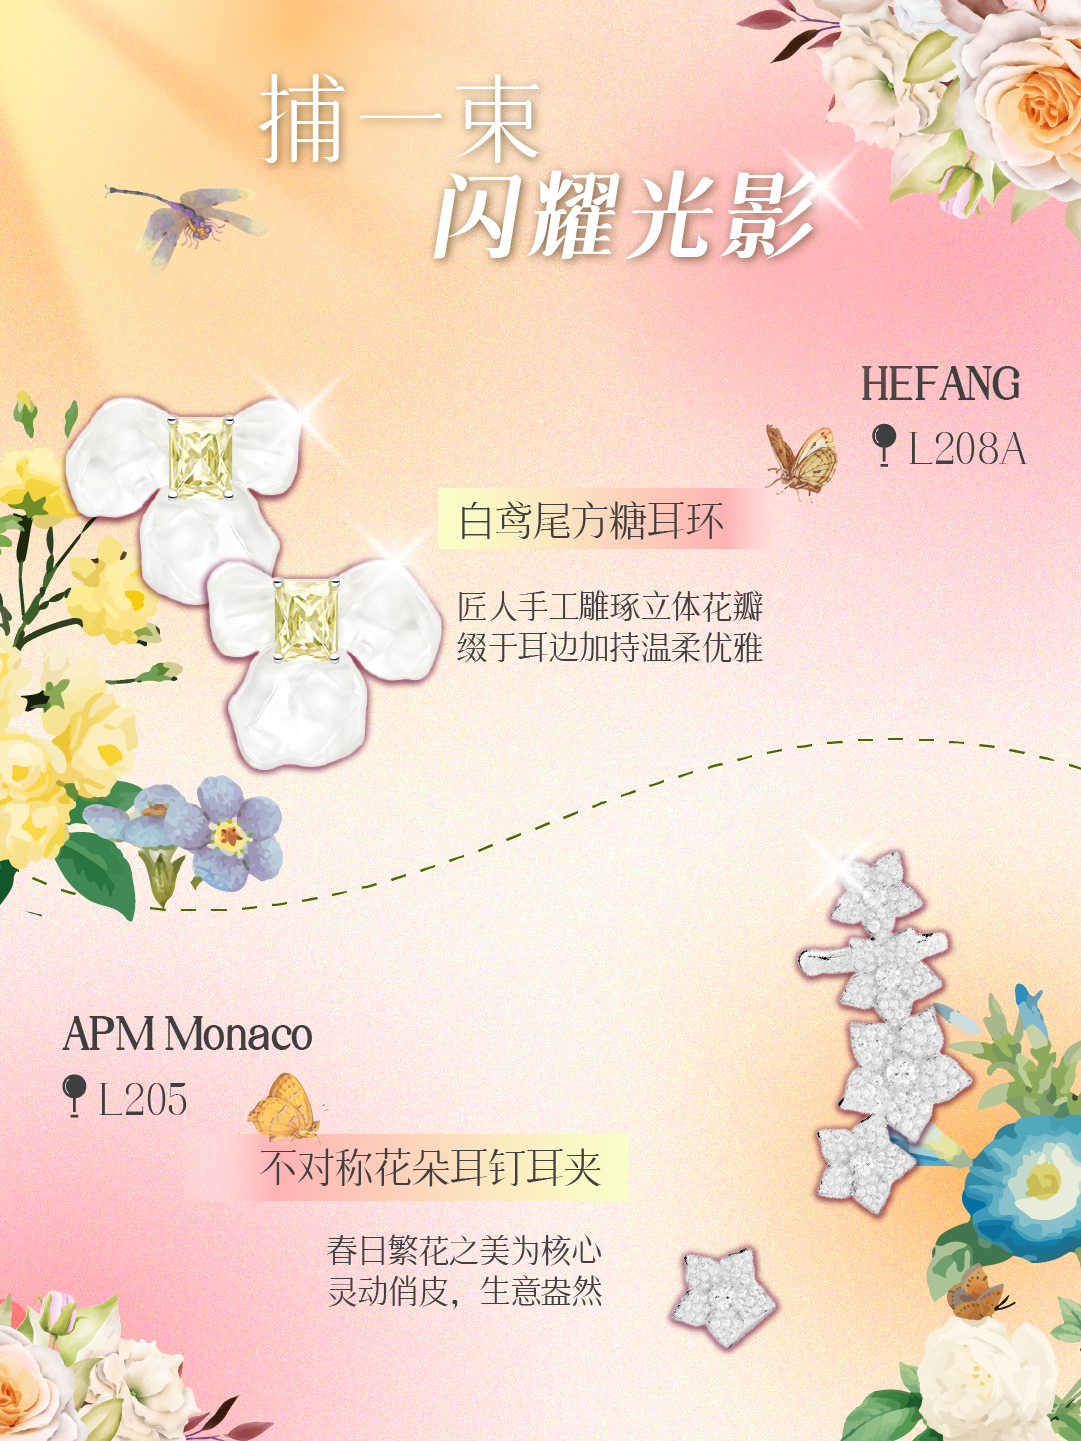 捕一束
闪耀光影
HEFANG
L208A
白鸢尾方糖耳环
匠人手工雕琢立体花瓣
缀于耳边加持温柔优雅
APM Monaco
L205
不对称花朵耳钉耳夹
春日繁花之美为核心
灵动俏皮，生意盎然